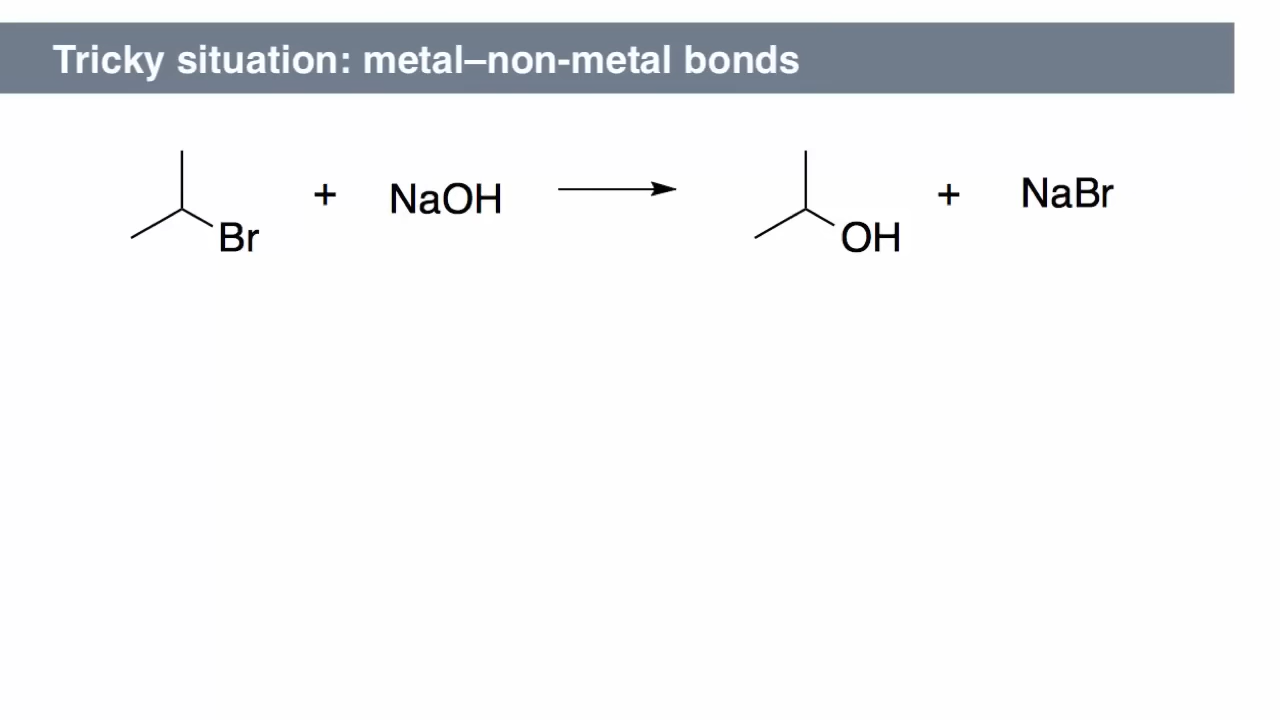 Tricky situation: metal–non-metal bonds
Br + NaOH OH + NaBr